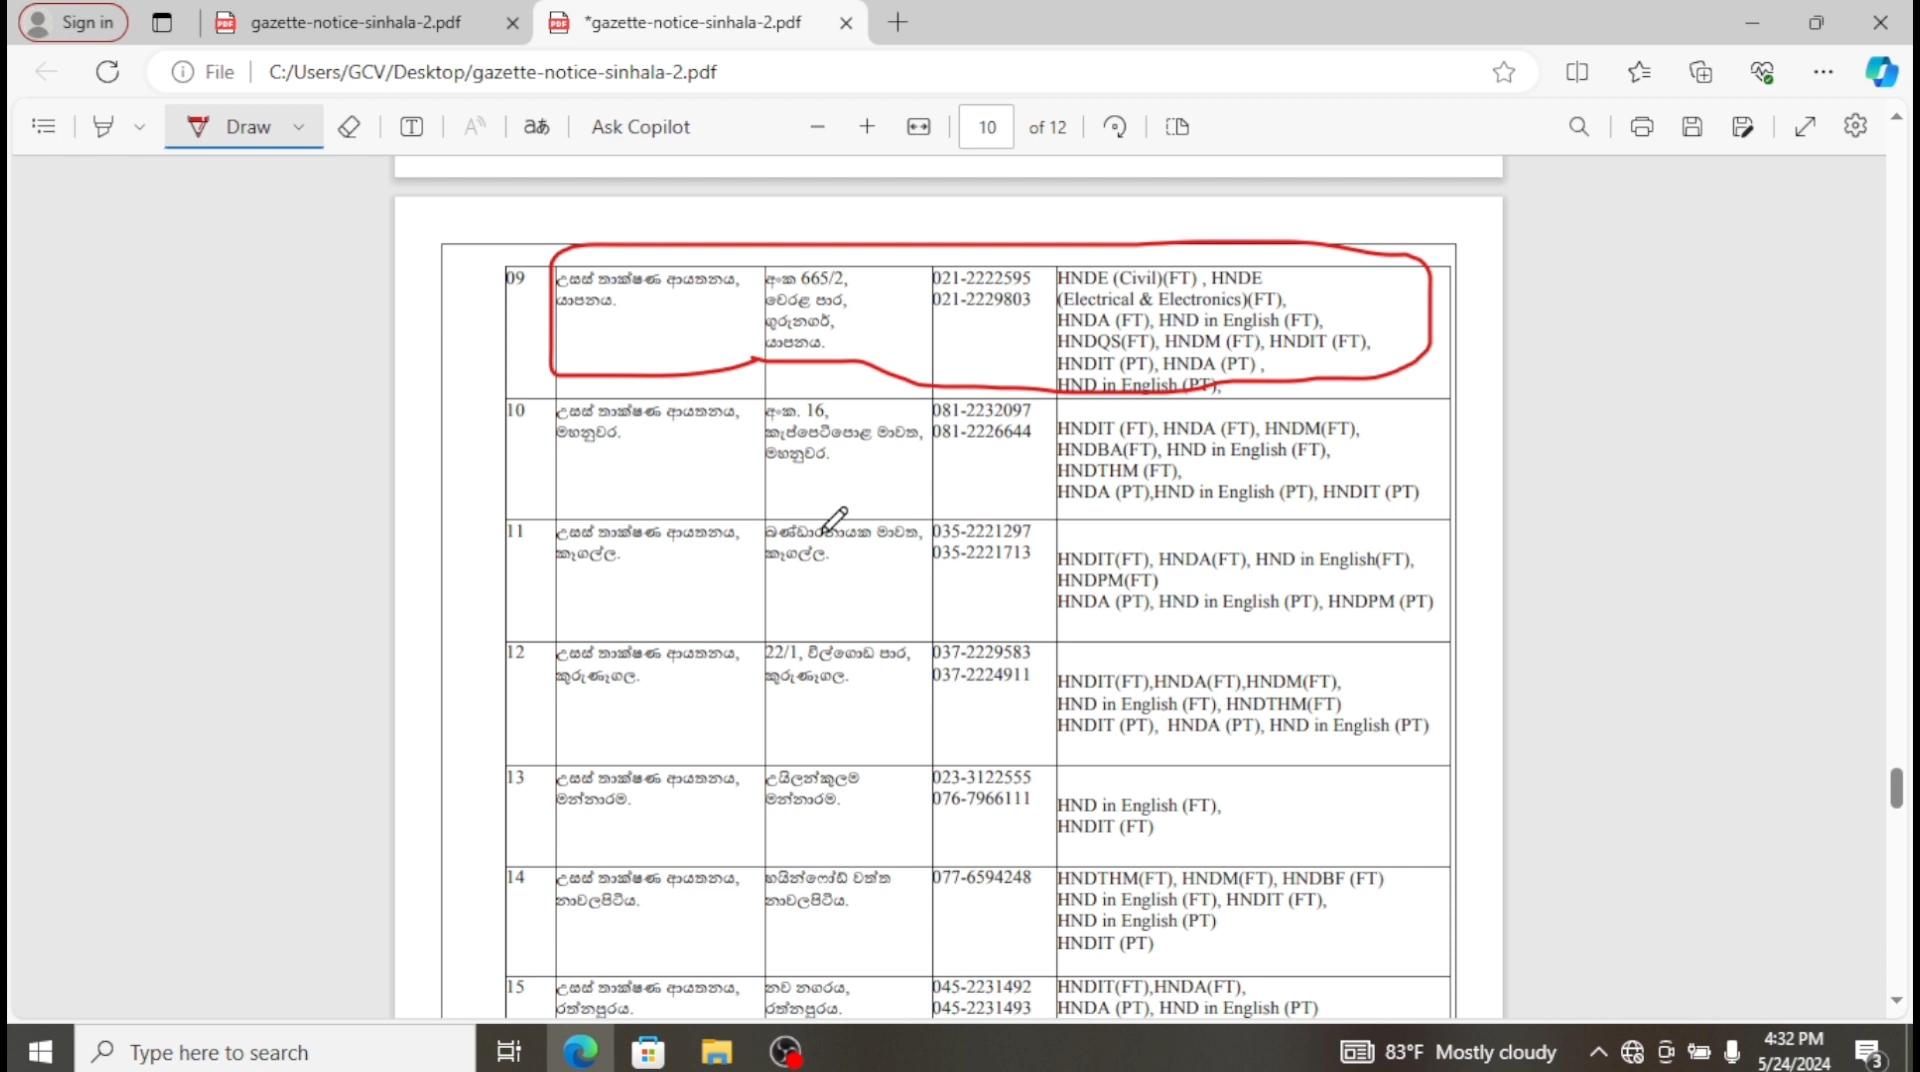 Sign in
gazette-notice-sinhala-2.pdf
*gazette-notice-sinhala-2.pdf
File
C:/Users/GCV/Desktop/gazette-notice-sinhala-2.pdf
Draw
aあ
Ask Copilot
10 of 12
09
උසස් තාක්ෂණ ආයතනය,
යාපනය.
අංක 665/2,
වෙරළ පාර,
ගුරුනගර්,
යාපනය.
021-2222595
021-2229803
HNDE (Civil)(FT) , HNDE
(Electrical & Electronics)(FT),
HNDA (FT), HND in English (FT),
HNDQS(FT), HNDM (FT), HNDIT (FT),
HNDIT (PT), HNDA (PT) ,
HND in English (PT),
10
උසස් තාක්ෂණ ආයතනය,
මහනුවර.
අංක. 16,
කැප්පෙටිපොළ මාවත,
මහනුවර.
081-2232097
081-2226644
HNDIT (FT), HNDA (FT), HNDM(FT),
HNDBA(FT), HND in English (FT),
HNDTHM (FT),
HNDA (PT),HND in English (PT), HNDIT (PT)
11
උසස් තාක්ෂණ ආයතනය,
කෑගල්ල.
බණ්ඩාරනායක මාවත,
කෑගල්ල.
035-2221297
035-2221713
HNDIT(FT), HNDA(FT), HND in English(FT),
HNDPM(FT)
HNDA (PT), HND in English (PT), HNDPM (PT)
12
උසස් තාක්ෂණ ආයතනය,
කුරුණෑගල.
22/1, විල්ගොඩ පාර,
කුරුණෑගල.
037-2229583
037-2224911
HNDIT(FT),HNDA(FT),HNDM(FT),
HND in English (FT), HNDTHM(FT)
HNDIT (PT), HNDA (PT), HND in English (PT)
13
උසස් තාක්ෂණ ආයතනය,
මන්නාරම.
උයිලන්කුලම
මන්නාරම.
023-3122555
076-7966111
HND in English (FT),
HNDIT (FT)
14
උසස් තාක්ෂණ ආයතනය,
නාවලපිටිය.
හයින්ෆෝඩ් වත්ත
නාවලපිටිය.
077-6594248
HNDTHM(FT), HNDM(FT), HNDBF (FT)
HND in English (FT), HNDIT (FT),
HND in English (PT)
HNDIT (PT)
15
උසස් තාක්ෂණ ආයතනය,
රත්නපුරය.
නව නගරය,
රත්නපුරය.
045-2231492
045-2231493
HNDIT(FT),HNDA(FT),
HNDA (PT), HND in English (PT)
Type here to search
83°F Mostly cloudy
4:32 PM
5/24/2024
3